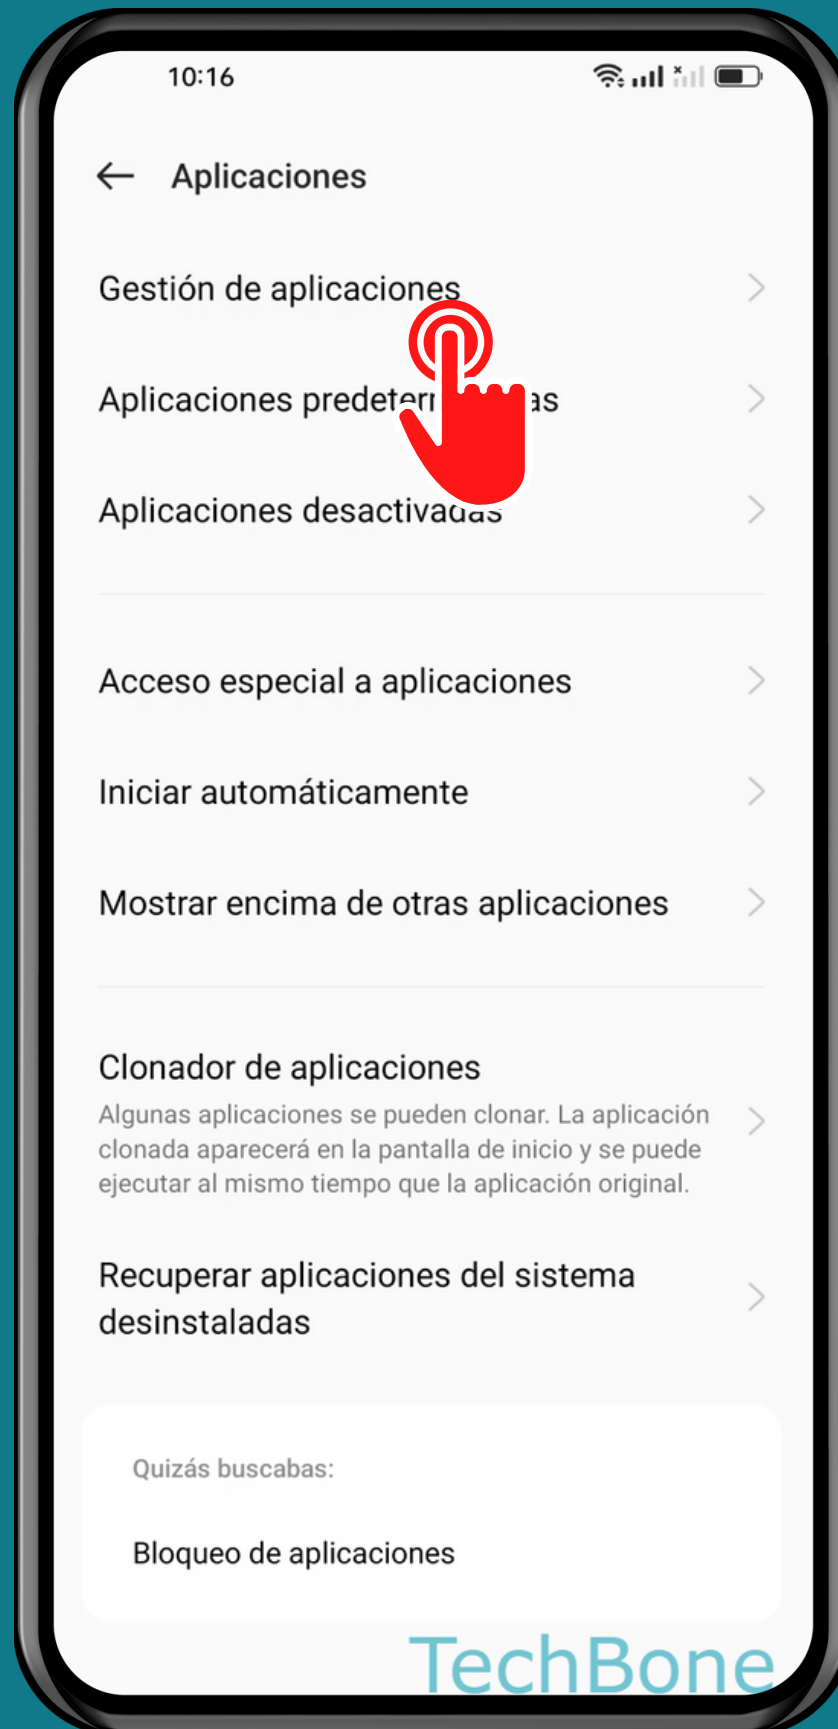 10:16
Aplicaciones
Gestión de aplicaciones
Aplicaciones
Aplicaciones desactivadas
Acceso especial a aplicaciones
Iniciar automáticamente
Mostrar encima de otras aplicaciones
Clonador de aplicaciones
Algunas aplicaciones se pueden clonar. La aplicación
clonada aparecerá en la pantalla de inicio y se puede
ejecutar al mismo tiempo que la aplicación original.
Recuperar aplicaciones del sistema
desinstaladas
Quizás buscabas:
Bloqueo de aplicaciones
TechBone